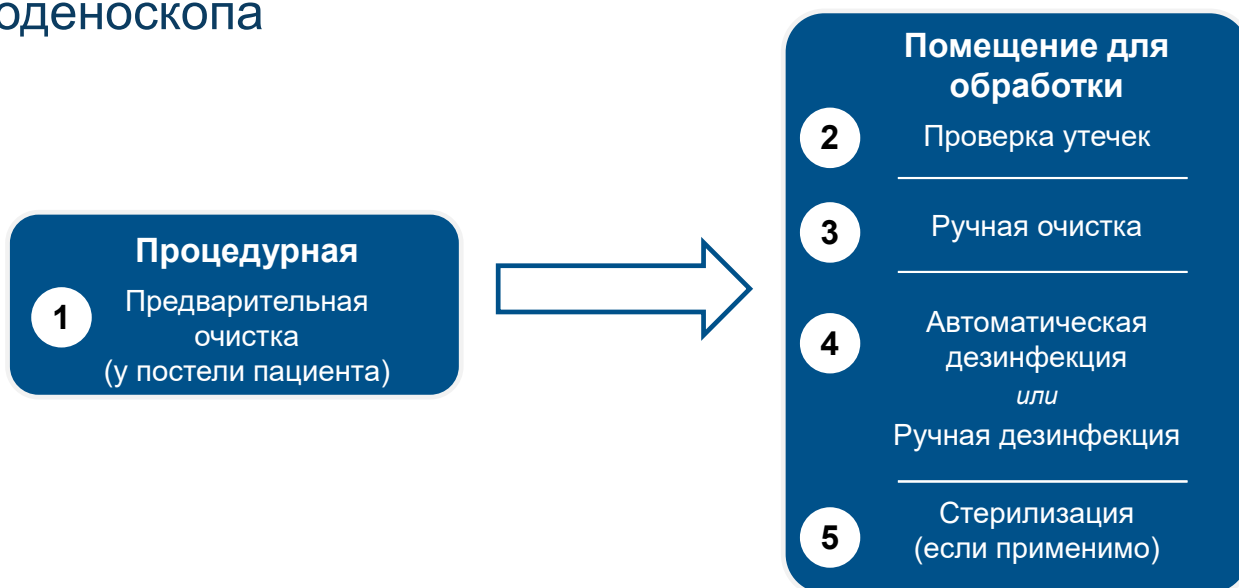 оденоскопа
Процедурная
1
Предварительная
очистка
(у постели пациента)
Помещение для
обработки
2
Проверка утечек
3
Ручная очистка
4
Автоматическая
дезинфекция
или
Ручная дезинфекция
5
Стерилизация
(если применимо)